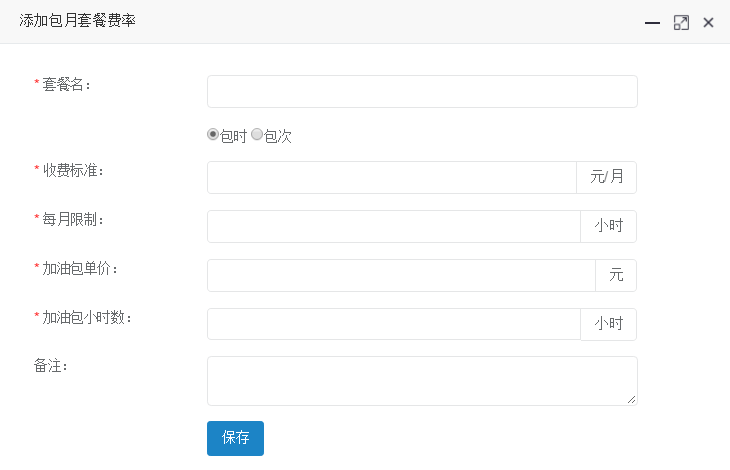 添加包月套餐费率
* 套餐名：
包时 包次
* 收费标准： 元/月
* 每月限制： 小时
* 加油包单价： 元
* 加油包小时数： 小时
备注：
保存